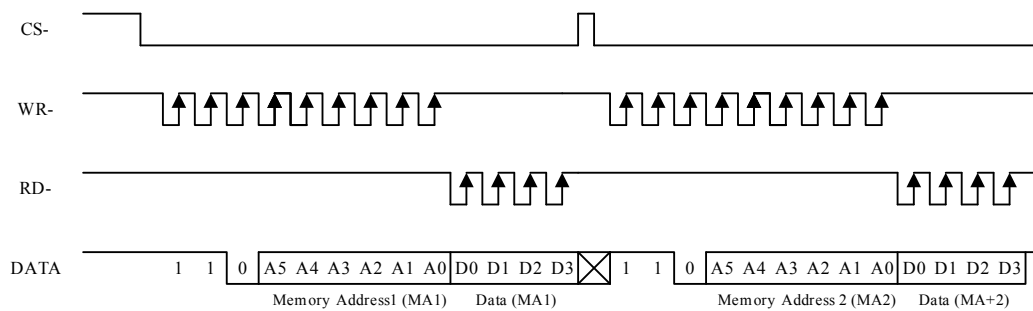 CS-
WR-
RD-
DATA 1 1 0 A5 A4 A3 A2 A1 A0 D0 D1 D2 D3 1 1 0 A5 A4 A3 A2 A1 A0 D0 D1 D2 D3
Memory Address1 (MA1) Data (MA1) Memory Address 2 (MA2) Data (MA+2)